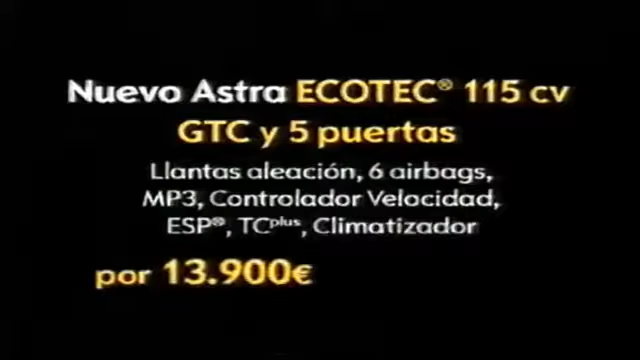 Nuevo Astra ECOTEC® 115 cv
GTC y 5 puertas
Llantas aleación, 6 airbags,
MP3, Controlador Velocidad,
ESP®, TCplus, Climatizador
por 13.900€